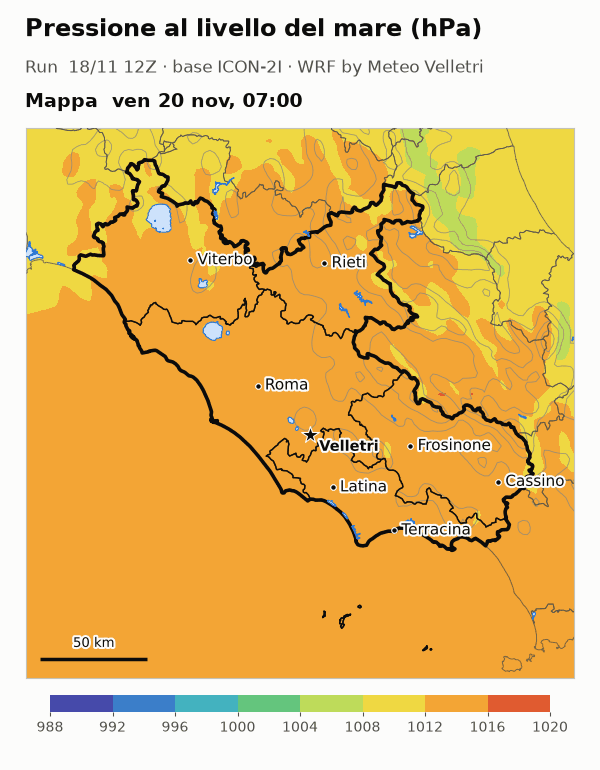 Pressione al livello del mare (hPa)
Run 18/11 12Z · base ICON-2I · WRF by Meteo Velletri
Mappa ven 20 nov, 07:00
Viterbo
Rieti
Roma
Velletri
Frosinone
Latina
Cassino
Terracina
50 km
988 992 996 1000 1004 1008 1012 1016 1020